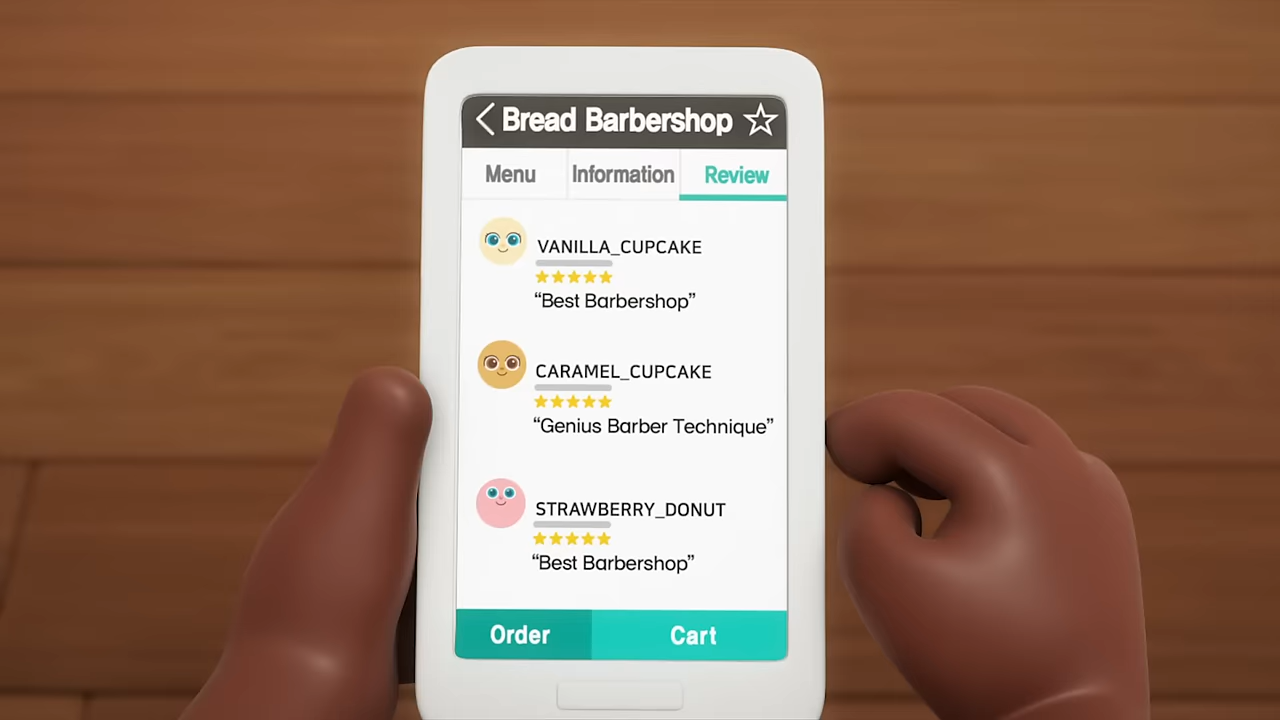 Bread Barbershop
Menu Information Review
VANILLA_CUPCAKE
“Best Barbershop”
CARAMEL_CUPCAKE
“Genius Barber Technique”
STRAWBERRY_DONUT
“Best Barbershop”
Order Cart